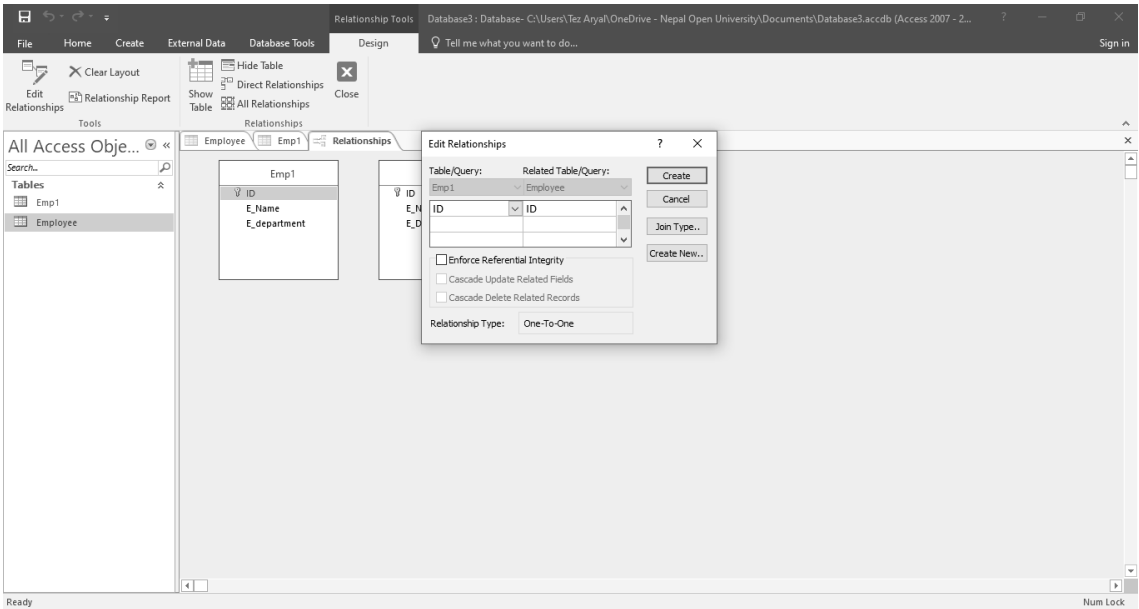 Relationship Tools Database3 : Database- C:\Users\Tez Aryal\OneDrive - Nepal Open University\Documents\Database3.accdb (Access 2007 - 2...
File Home Create External Data Database Tools Design Tell me what you want to do... Sign in
Edit Relationships
Clear Layout
Relationship Report
Tools
Show Table
Hide Table
Direct Relationships
All Relationships
Relationships
Close
All Access Obje...
Search...
Tables
Emp1
Employee
Employee Emp1 Relationships
Emp1
ID
E_Name
E_department
ID
E_N
E_D
Edit Relationships ?
Table/Query: Related Table/Query:
Emp1 Employee
ID ID
Enforce Referential Integrity
Cascade Update Related Fields
Cascade Delete Related Records
Relationship Type: One-To-One
Create
Cancel
Join Type..
Create New..
Ready Num Lock